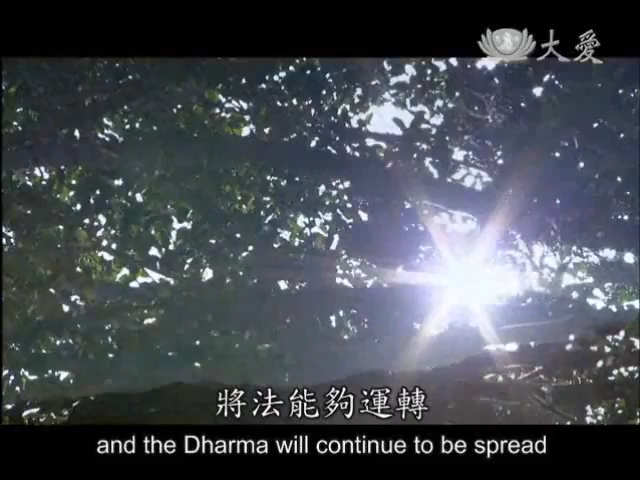 大愛
將法能夠運轉
and the Dharma will continue to be spread